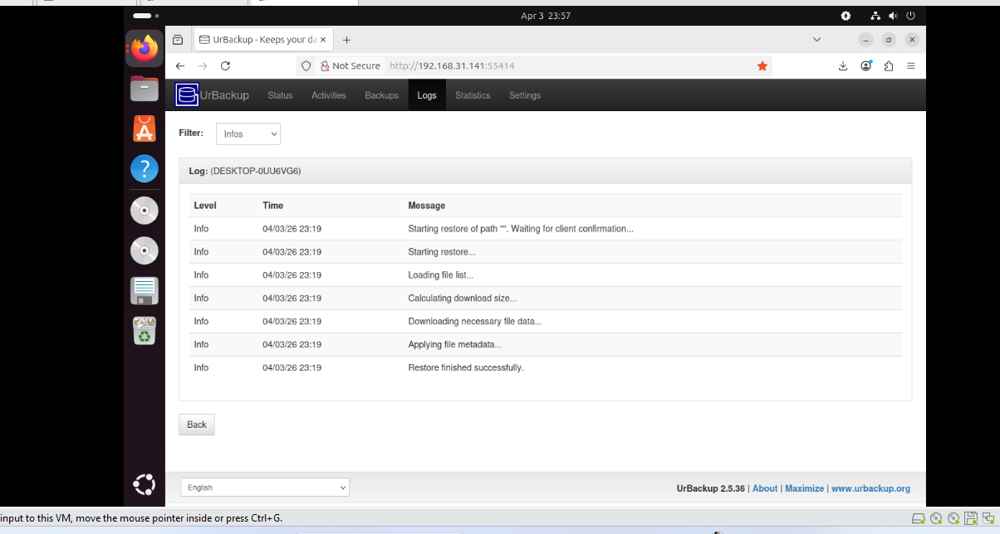 Apr 3 23:57
UrBackup - Keeps your da
Not Secure http://192.168.31.141:55414
UrBackup Status Activities Backups Logs Statistics Settings
Filter: Infos
Log: (DESKTOP-0UU6VG6)
Level Time Message
Info 04/03/26 23:19 Starting restore of path "". Waiting for client confirmation...
Info 04/03/26 23:19 Starting restore...
Info 04/03/26 23:19 Loading file list...
Info 04/03/26 23:19 Calculating download size...
Info 04/03/26 23:19 Downloading necessary file data...
Info 04/03/26 23:19 Applying file metadata...
Info 04/03/26 23:19 Restore finished successfully.
Back
English UrBackup 2.5.36 | About | Maximize | www.urbackup.org
input to this VM, move the mouse pointer inside or press Ctrl+G.